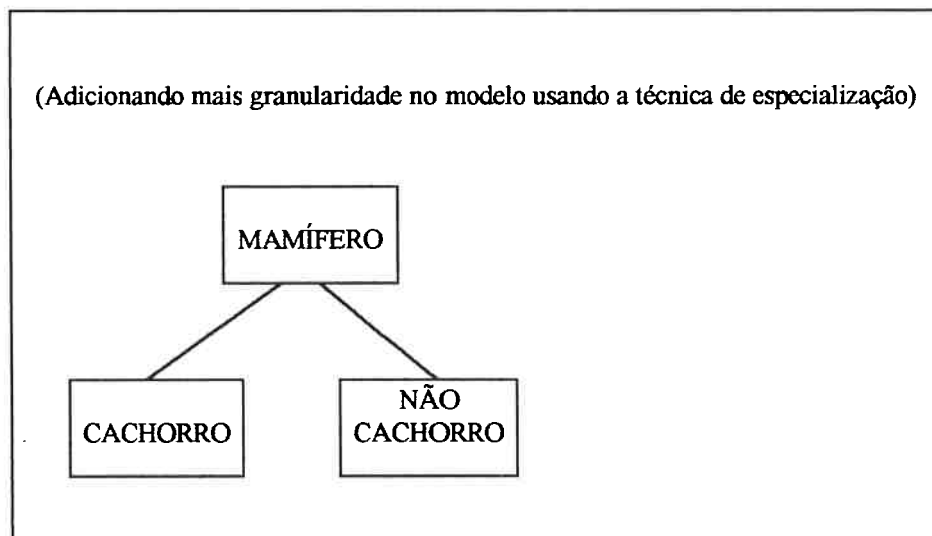 (Adicionando mais granularidade no modelo usando a técnica de especialização)
MAMÍFERO
CACHORRO
NÃO
CACHORRO